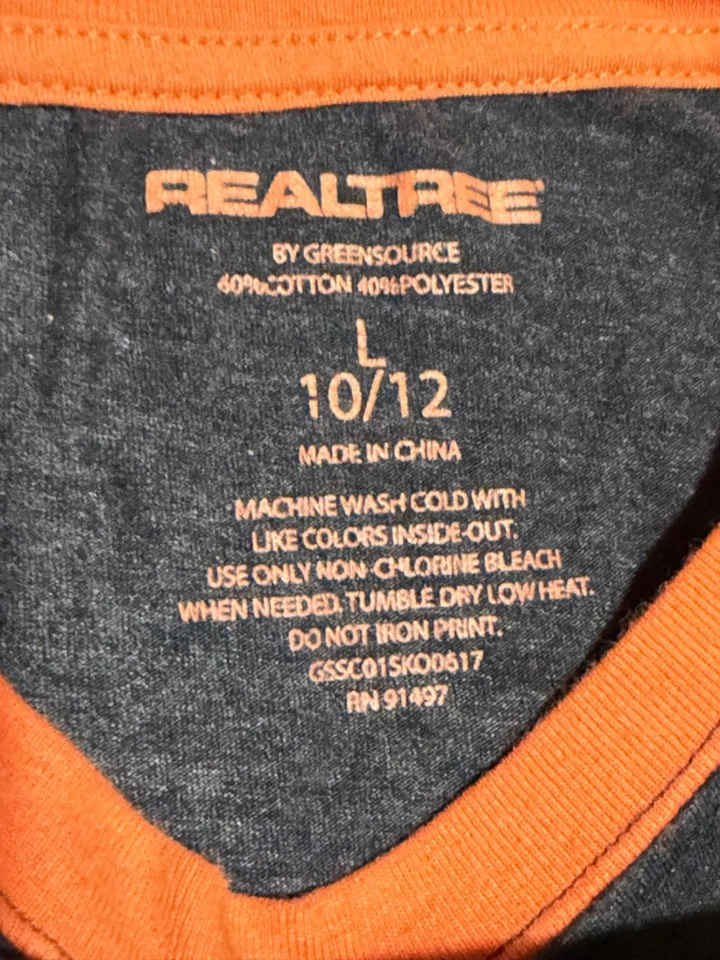 REALTREE®
BY GREENSOURCE
60%COTTON 40%POLYESTER
L
10/12
MADE IN CHINA
MACHINE WASH COLD WITH
LIKE COLORS INSIDE-OUT.
USE ONLY NON-CHLORINE BLEACH
WHEN NEEDED. TUMBLE DRY LOW HEAT.
DO NOT IRON PRINT.
GSSC01SKO0617
RN 91497